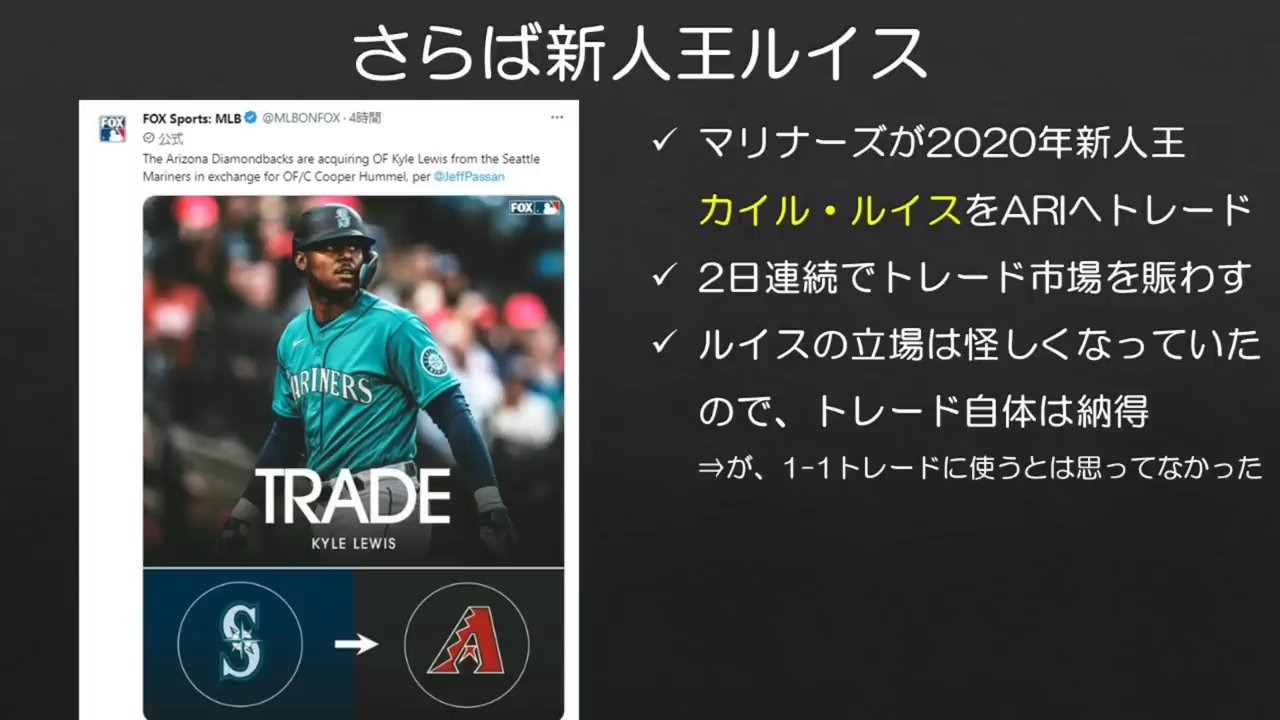 さらば新人王ルイス
FOX Sports: MLB @MLBONFOX · 4時間
公式
The Arizona Diamondbacks are acquiring OF Kyle Lewis from the Seattle
Mariners in exchange for OF/C Cooper Hummel, per @JeffPassan
FOX
MARINERS
TRADE
KYLE LEWIS
S
A
✓ マリナーズが2020年新人王
カイル・ルイスをARIへトレード
✓ 2日連続でトレード市場を賑わす
✓ ルイスの立場は怪しくなっていた
ので、トレード自体は納得
⇒が、1-1トレードに使うとは思ってなかった